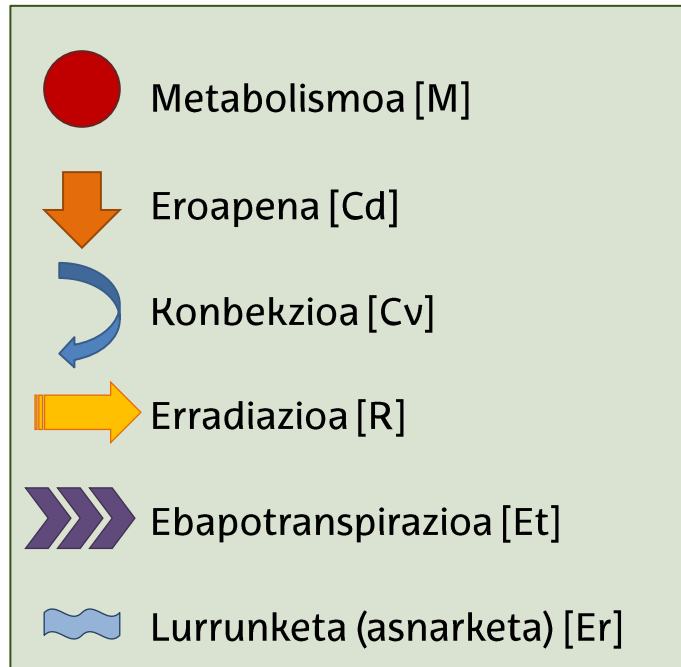 Metabolismoa [M]
Eroapena [Cd]
Konbekzioa [Cv]
Erradiazioa [R]
Ebapotranspirazioa [Et]
Lurrunketa (asnarketa) [Er]